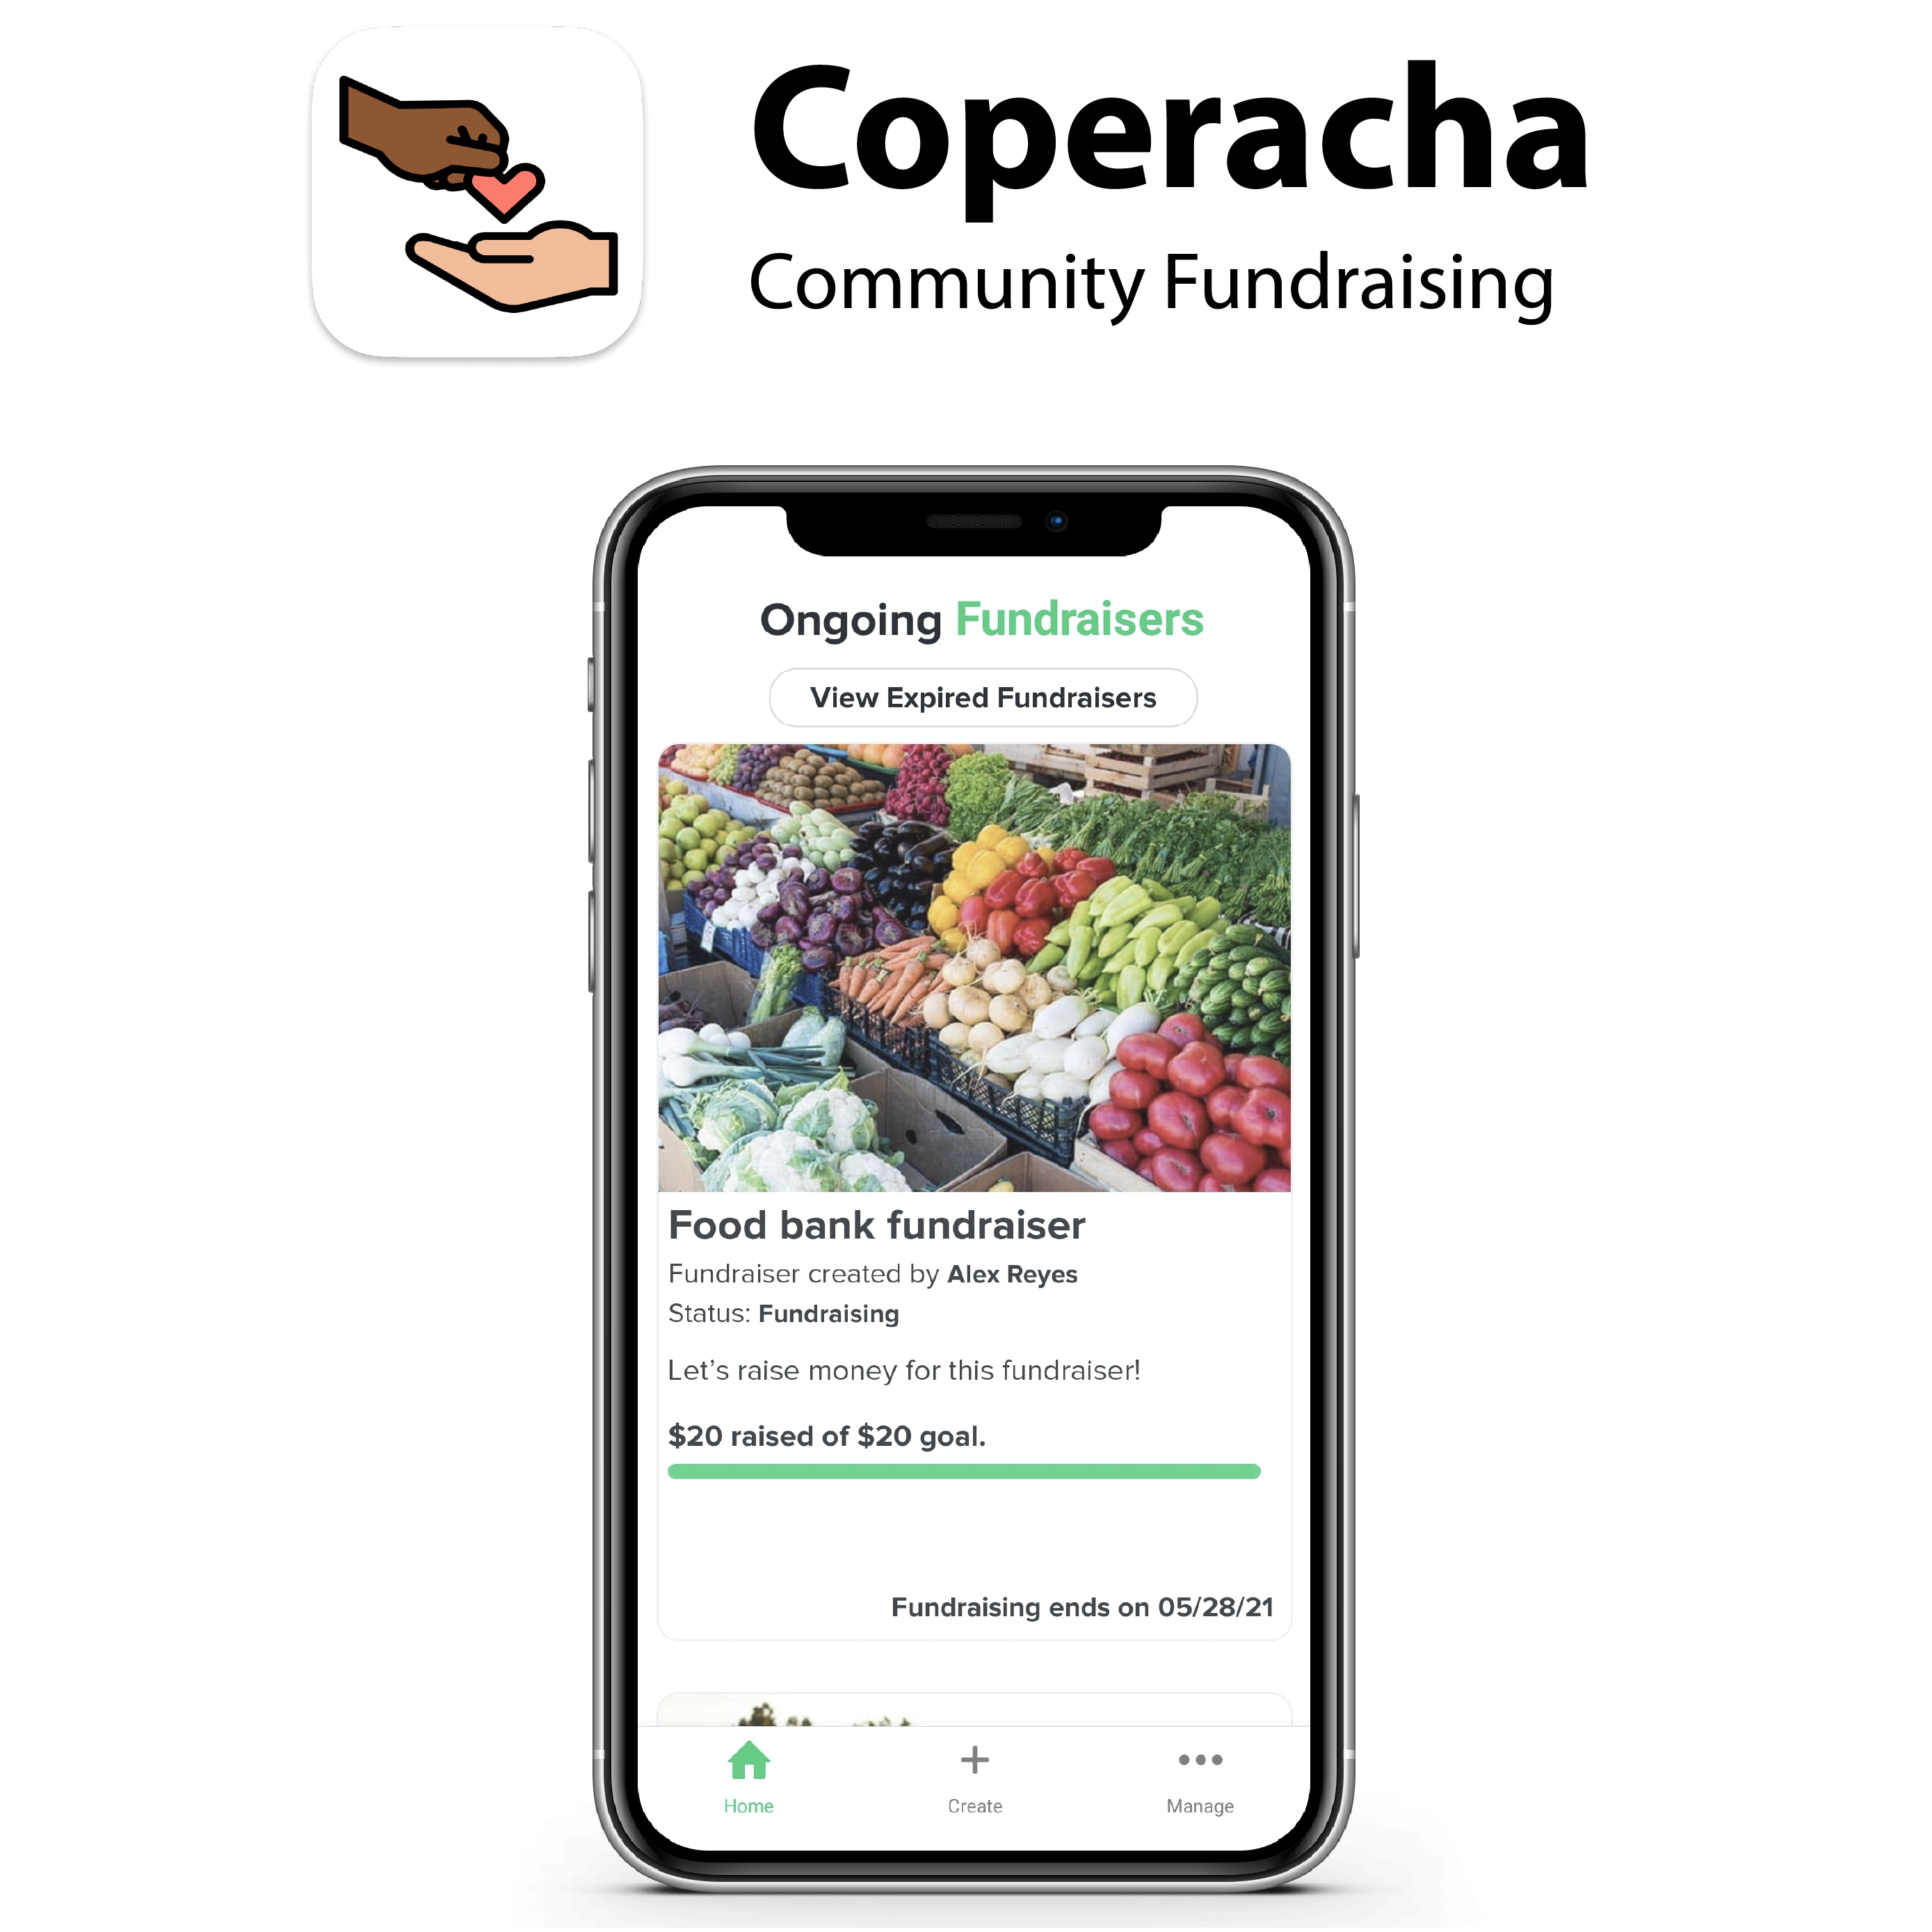 Coperacha
Community Fundraising
Ongoing Fundraisers
View Expired Fundraisers
Food bank fundraiser
Fundraiser created by Alex Reyes
Status: Fundraising
Let's raise money for this fundraiser!
$20 raised of $20 goal.
Fundraising ends on 05/28/21
Home
Create
Manage